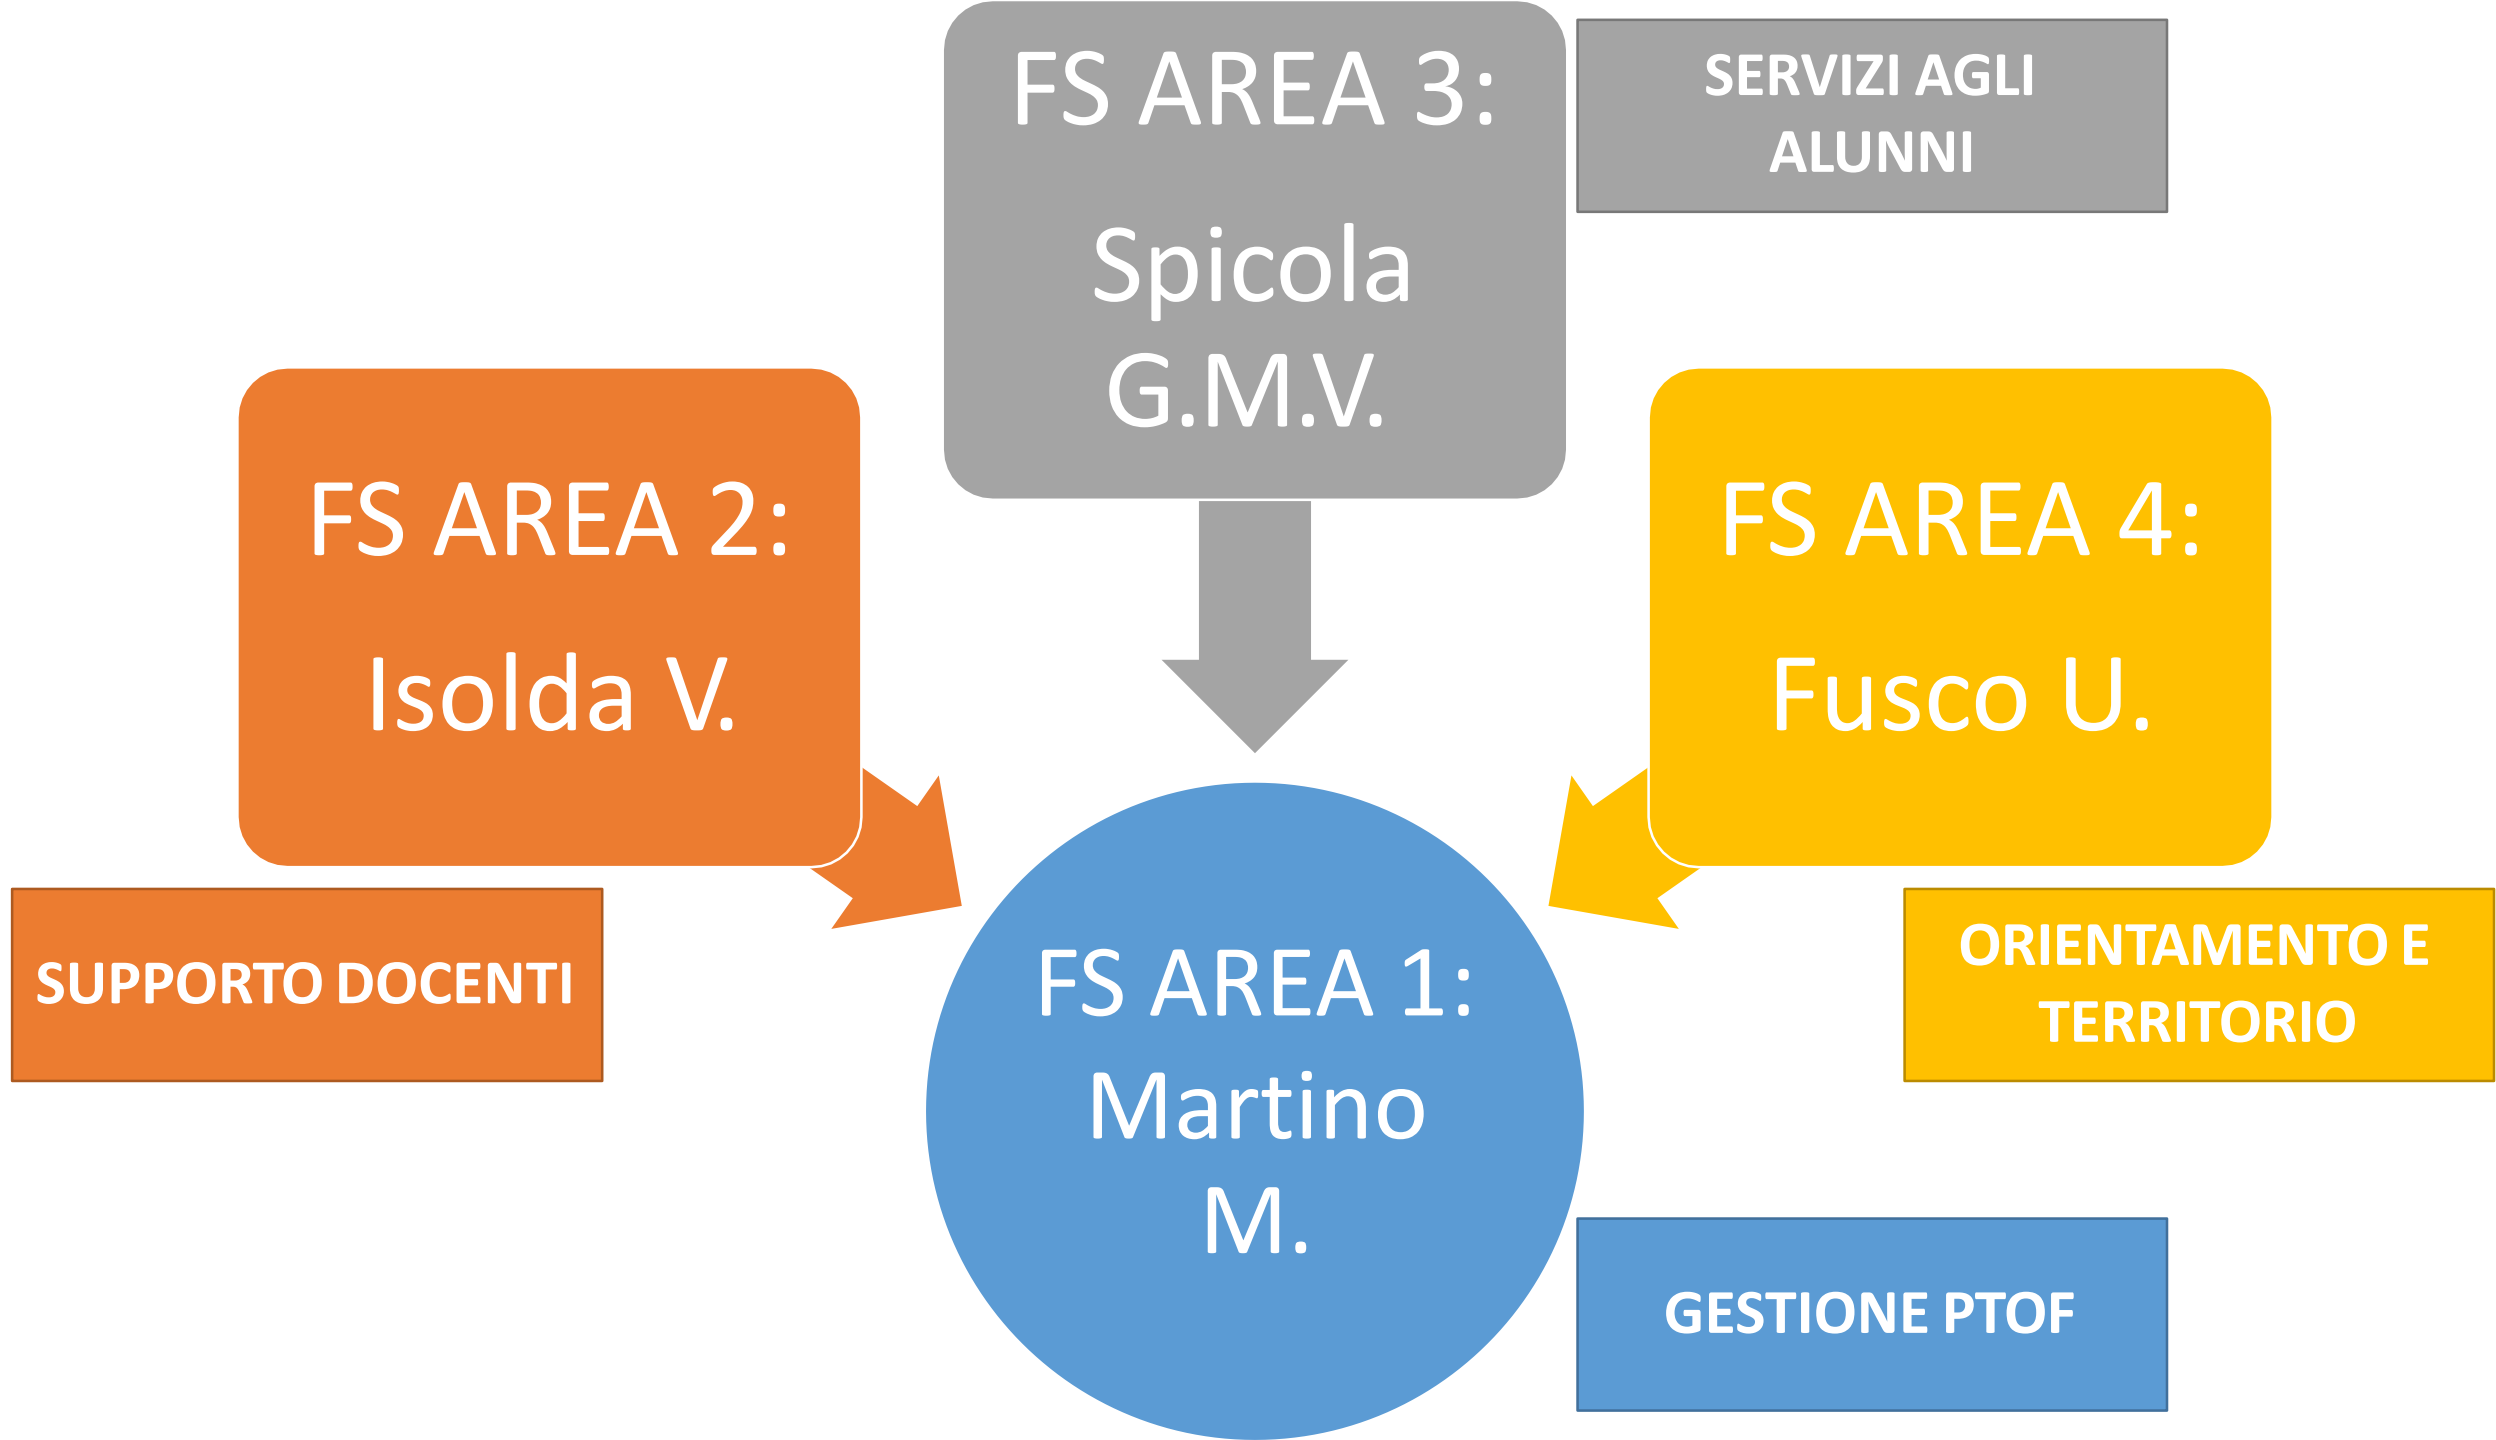 FS AREA 3:
Spicola
G.M.V.
SERVIZI AGLI
ALUNNI
FS AREA 2:
Isolda V.
SUPPORTO DOCENTI
FS AREA 4:
Fusco U.
ORIENTAMENTO E
TERRITORIO
FS AREA 1:
Martino
M.
GESTIONE PTOF